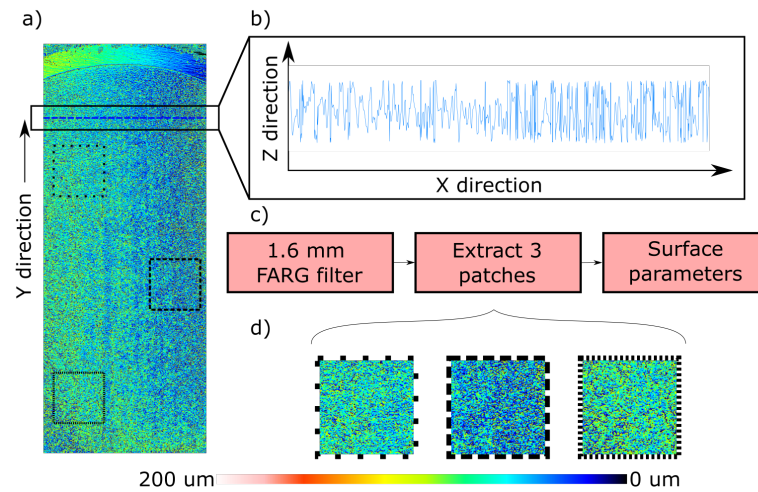 a)
b)
Y direction
Z direction
X direction
c)
1.6 mm
FARG filter
Extract 3
patches
Surface
parameters
d)
200 um
0 um